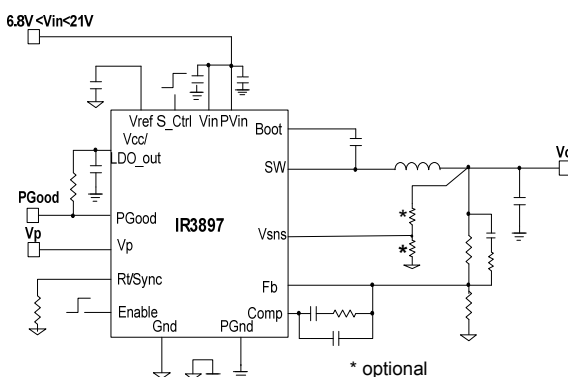 6.8V <Vin<21V
Vref S_Ctrl Vin PVin
Vcc/
LDO_out
Boot
SW
PGood
PGood
IR3897
Vsns
Vp
Vp
Rt/Sync
Fb
Enable
Comp
Gnd
PGnd
*
*
* optional